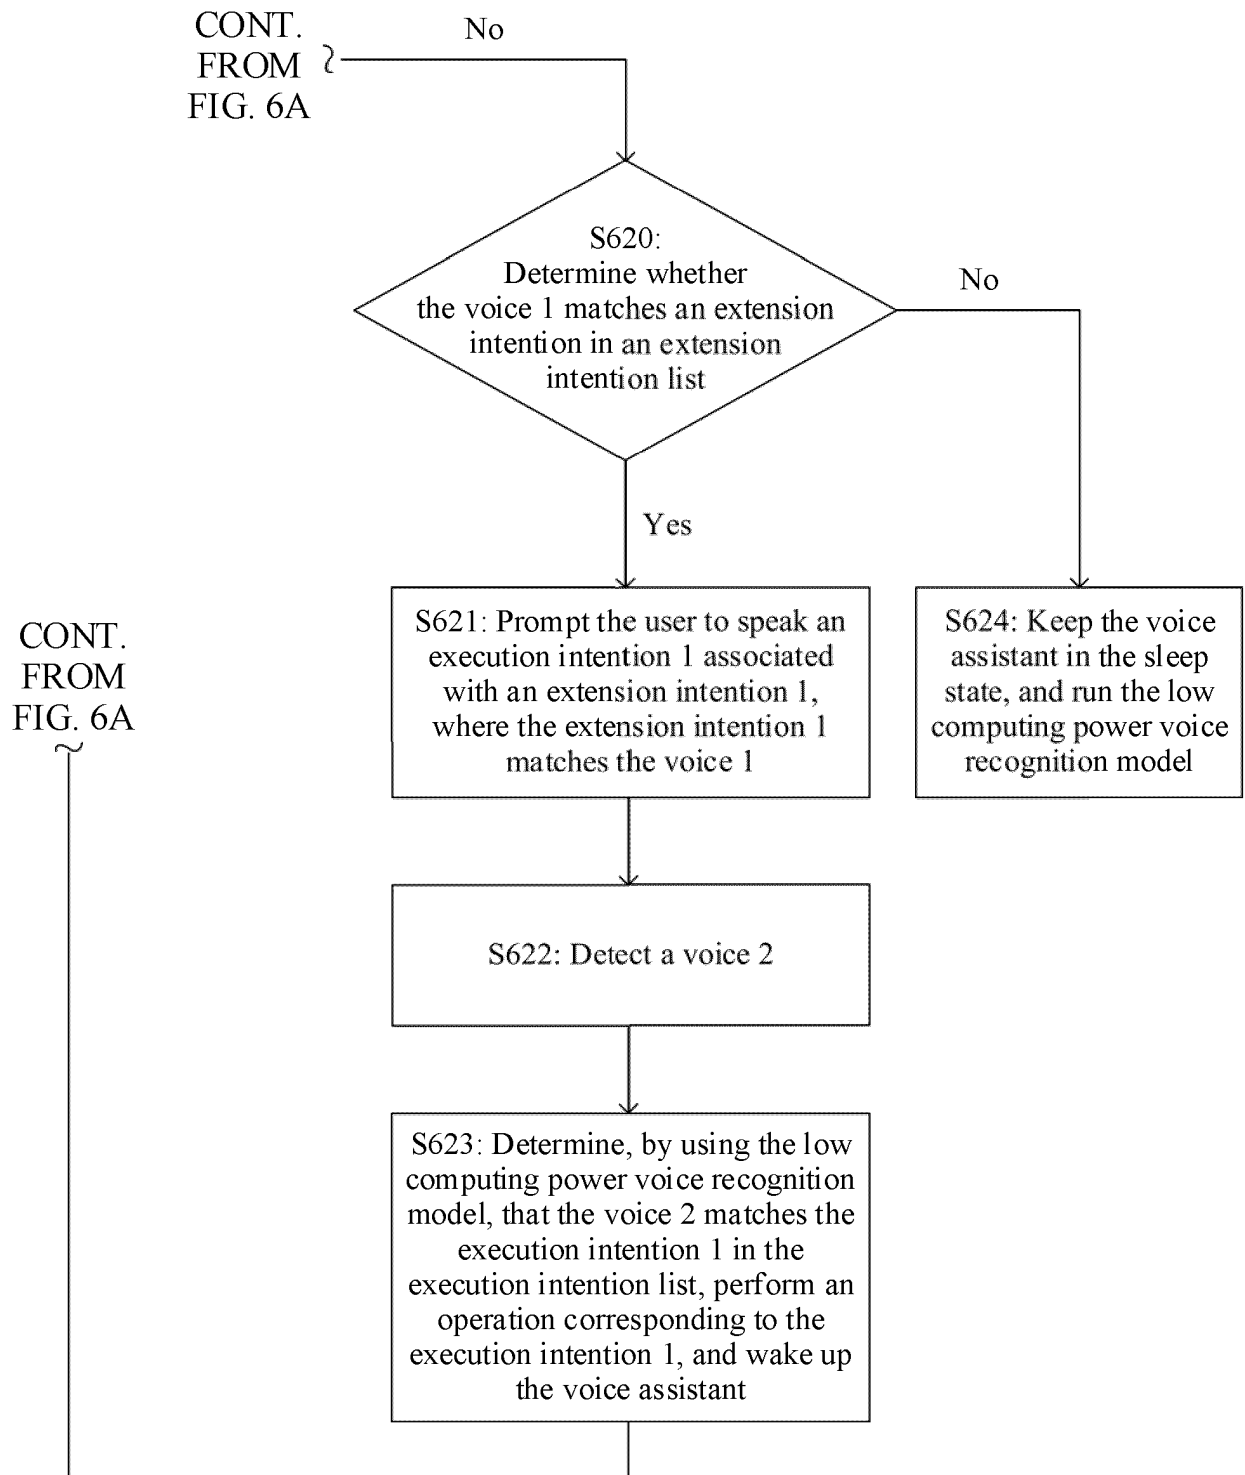 CONT.
FROM
FIG. 6A
No
S620:
Determine whether
the voice 1 matches an extension
intention in an extension
intention list
No
Yes
S621: Prompt the user to speak an
execution intention 1 associated
with an extension intention 1,
where the extension intention 1
matches the voice 1
S624: Keep the voice
assistant in the sleep
state, and run the low
computing power voice
recognition model
CONT.
FROM
FIG. 6A
S622: Detect a voice 2
S623: Determine, by using the low
computing power voice recognition
model, that the voice 2 matches the
execution intention 1 in the
execution intention list, perform an
operation corresponding to the
execution intention 1, and wake up
the voice assistant